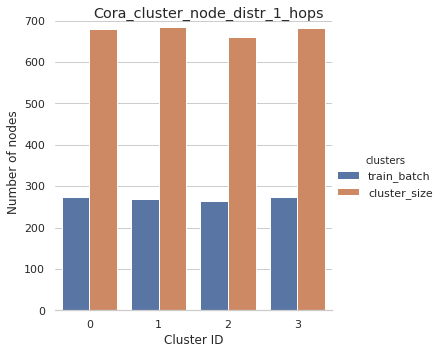 Cora_cluster_node_distr_1_hops
700
600
500
400
300
200
100
0
Number of nodes
0 1 2 3
Cluster ID
clusters
train_batch
cluster_size